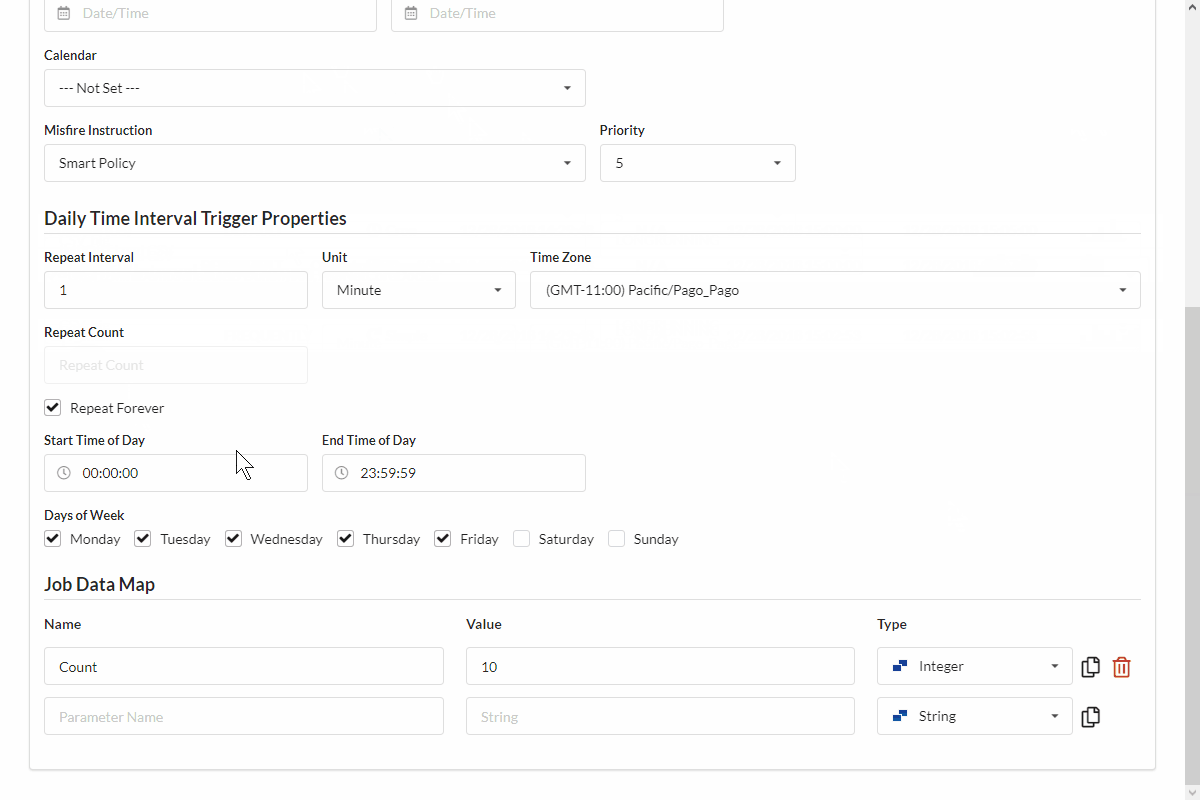 Date/Time Date/Time
Calendar
--- Not Set ---
Misfire Instruction Priority
Smart Policy 5
Daily Time Interval Trigger Properties
Repeat Interval Unit Time Zone
1 Minute (GMT-11:00) Pacific/Pago_Pago
Repeat Count
Repeat Count
Repeat Forever
Start Time of Day End Time of Day
00:00:00 23:59:59
Days of Week
Monday Tuesday Wednesday Thursday Friday Saturday Sunday
Job Data Map
Name Value Type
Count 10 Integer
Parameter Name String String